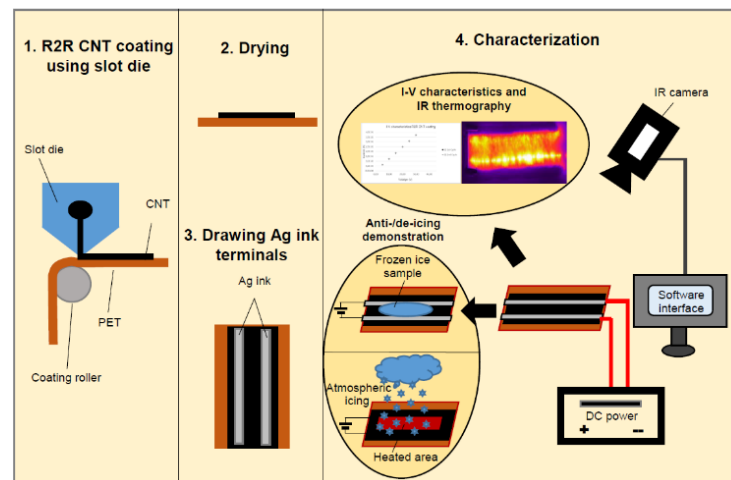 1. R2R CNT coating
using slot die
Slot die
CNT
PET
Coating roller
2. Drying
3. Drawing Ag ink
terminals
Ag ink
4. Characterization
I-V characteristics and
IR thermography
IR camera
Anti-/de-icing
demonstration
Frozen ice
sample
Atmospheric
icing
Heated area
Software
interface
DC power
+ --